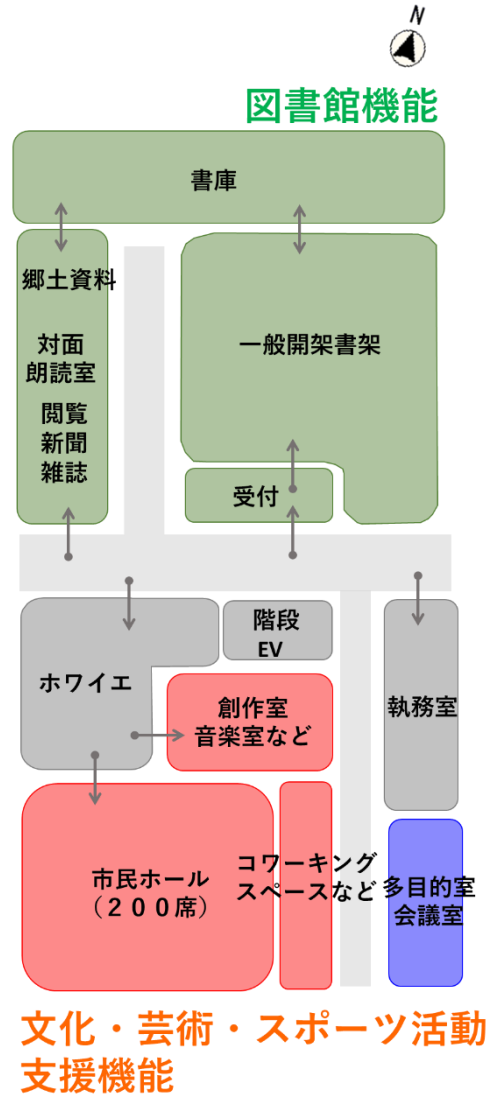 N
図書館機能
書庫
郷土資料
対面
朗読室
閲覧
新聞
雑誌
一般開架書架
受付
階段
EV
ホワイエ
創作室
音楽室など
執務室
市民ホール
（２００席）
コワーキング
スペースなど
多目的室
会議室
文化・芸術・スポーツ活動
支援機能